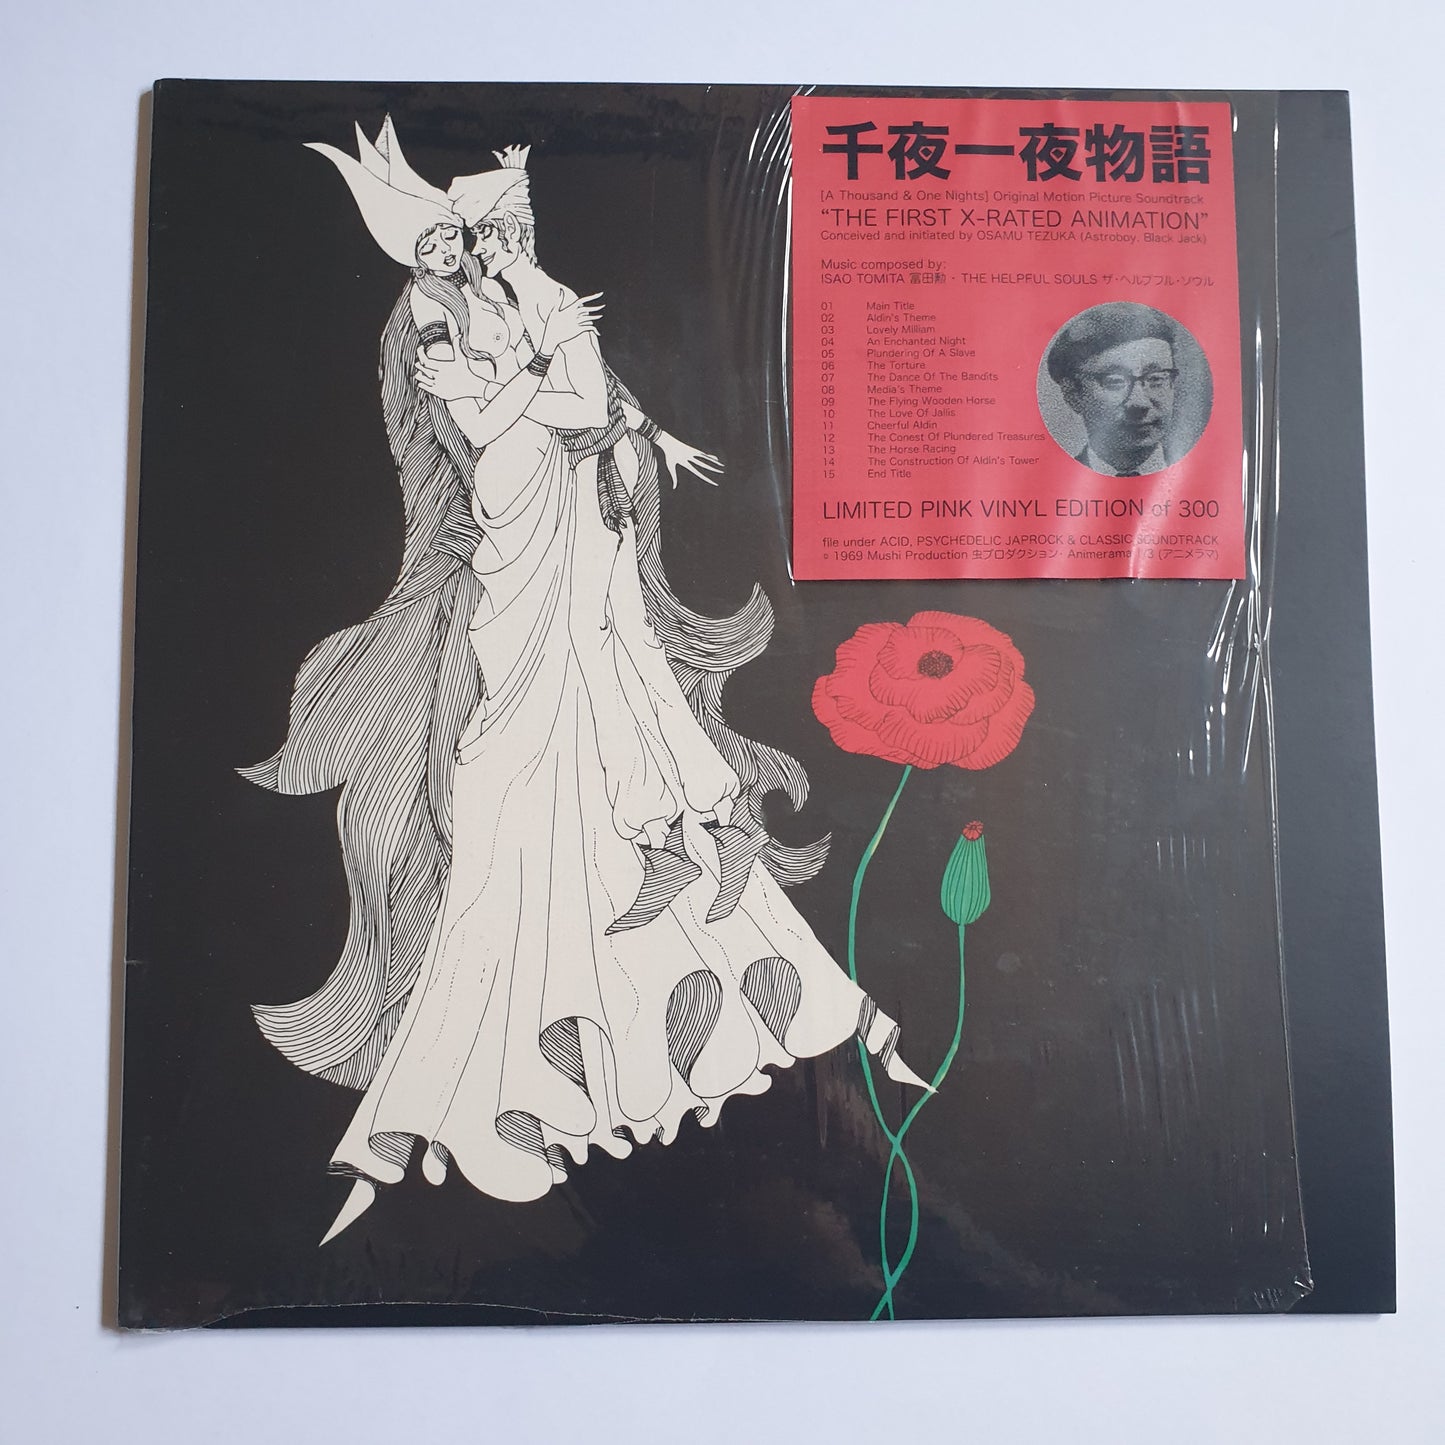 千夜一夜物語
[A Thousand & One Nights] Original Motion Picture Soundtrack
“THE FIRST X-RATED ANIMATION”
Conceived and initiated by OSAMU TEZUKA (Astroboy, Black Jack)
Music composed by:
ISAO TOMITA 冨田勲 · THE HELPFUL SOULS ザ・ヘルプフル・ソウル
01 Main Title
02 Aldin's Theme
03 Lovely Milliam
04 An Enchanted Night
05 Plundering Of A Slave
06 The Torture
07 The Dance Of The Bandits
08 Media's Theme
09 The Flying Wooden Horse
10 The Love Of Jallis
11 Cheerful Aldin
12 The Conest Of Plundered Treasures
13 The Horse Racing
14 The Construction Of Aldin's Tower
15 End Title
LIMITED PINK VINYL EDITION of 300
file under ACID, PSYCHEDELIC JAPROCK & CLASSIC SOUNDTRACK
© 1969 Mushi Production 虫プロダクション · Animerama 1/3 (アニメラマ)